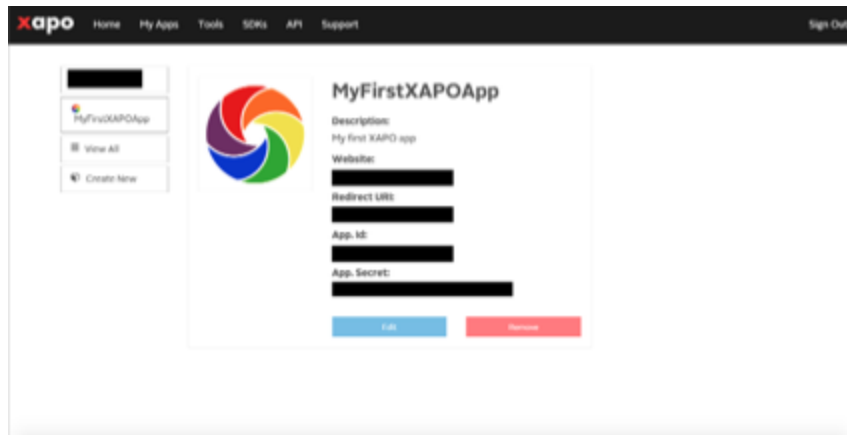 xapo Home My Apps Tools SDKs API Support Sign Out
MyFirstXAPOApp
View All
Create New
MyFirstXAPOApp
Description:
My first XAPO app
Website:
Redirect URI:
App. Id:
App. Secret:
Edit
Remove